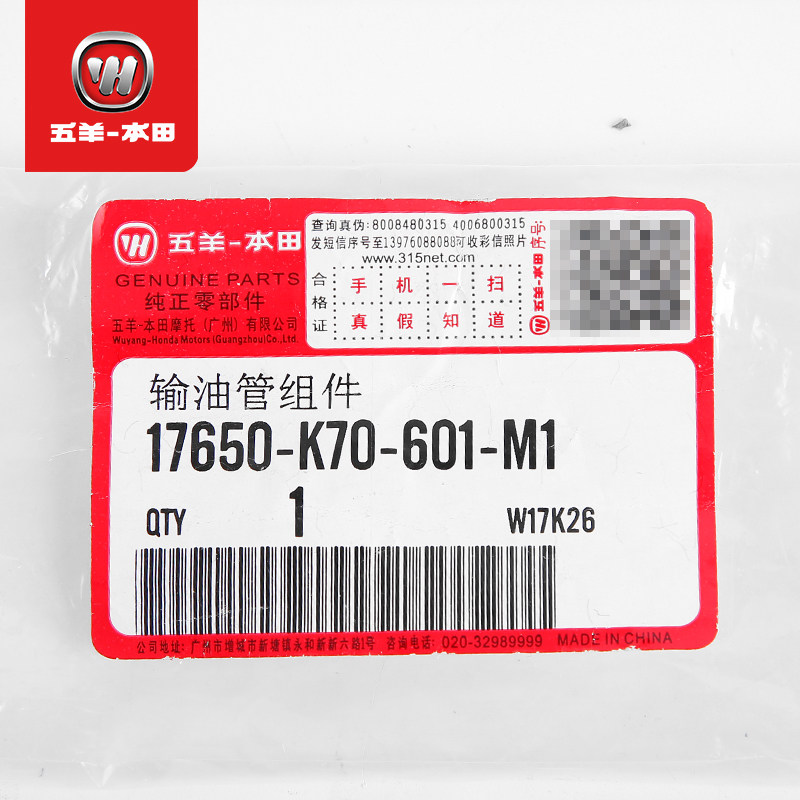 五羊-本田
五羊-本田
GENUINE PARTS
纯正零部件
五羊-本田摩托（广州）有限公司
Wuyang-Honda Motors (Guangzhou)Co.,Ltd.
查询真伪：8008480315 4006800315
发短信序号至13976088088可收彩信照片
www.315net.com
合格证
手机一扫
真假知道
五羊-本田 序号:
输油管组件
17650-K70-601-M1
QTY 1 W17K26
公司地址: 广州市增城市新塘镇永和新新六路1号 咨询电话: 020-32989999 MADE IN CHINA